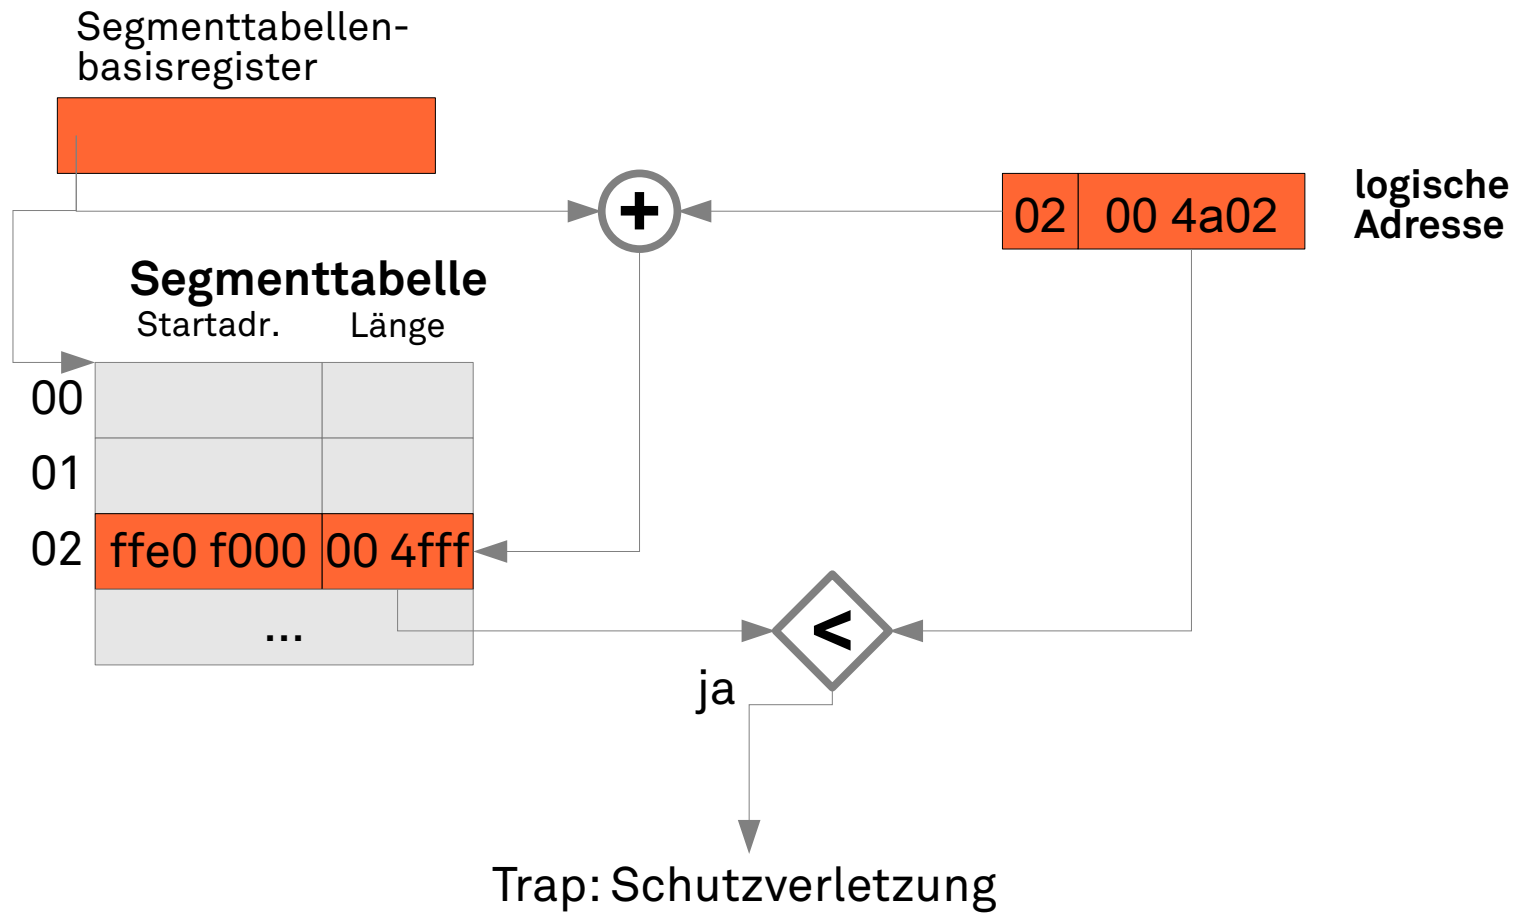 Segmenttabellen-
basisregister
02 00 4a02
logische
Adresse
+
Segmenttabelle
Startadr. Länge
00
01
02 ffe0 f000 00 4fff
...
<
ja
Trap: Schutzverletzung